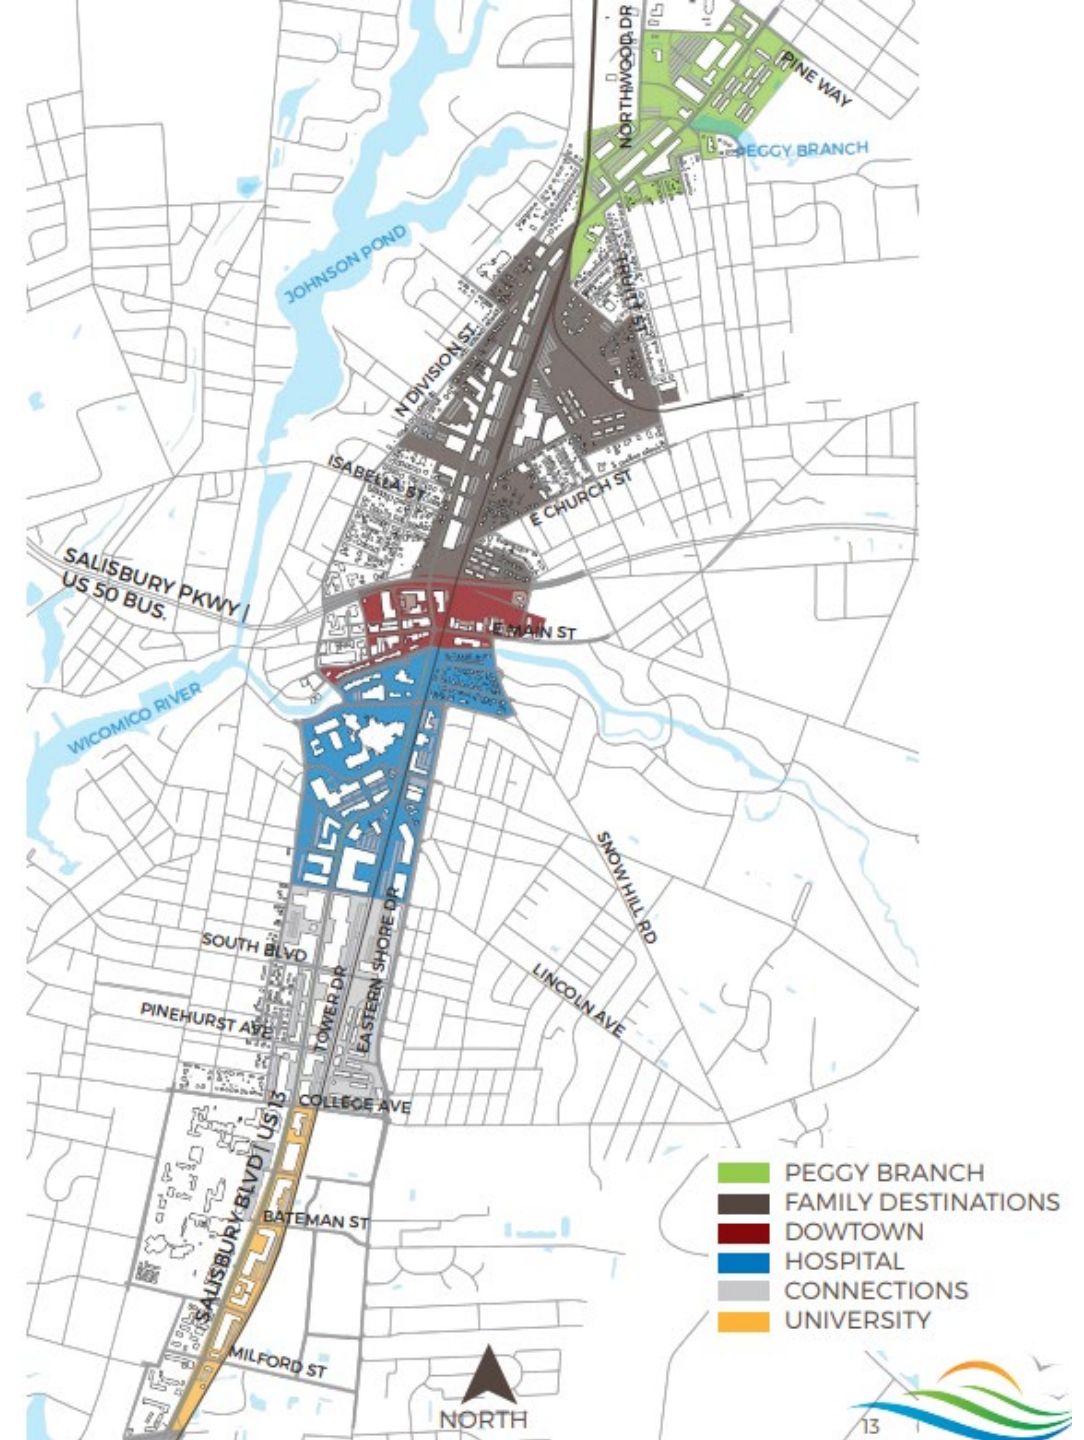 NORTHWOOD DR
PINE WAY
PEGGY BRANCH
JOHNSON POND
TRUITT ST
N DIVISION ST
ISABELLA ST
E CHURCH ST
SALISBURY PKWY |
US 50 BUS.
E MAIN ST
WICOMICO RIVER
SNOW HILL RD
SOUTH BLVD
LINCOLN AVE
EASTERN SHORE DR
TOWER DR
PINEHURST AVE
COLLEGE AVE
SALISBURY BLVD | US 13
BATEMAN ST
MILFORD ST
PEGGY BRANCH
FAMILY DESTINATIONS
DOWTOWN
HOSPITAL
CONNECTIONS
UNIVERSITY
NORTH
13